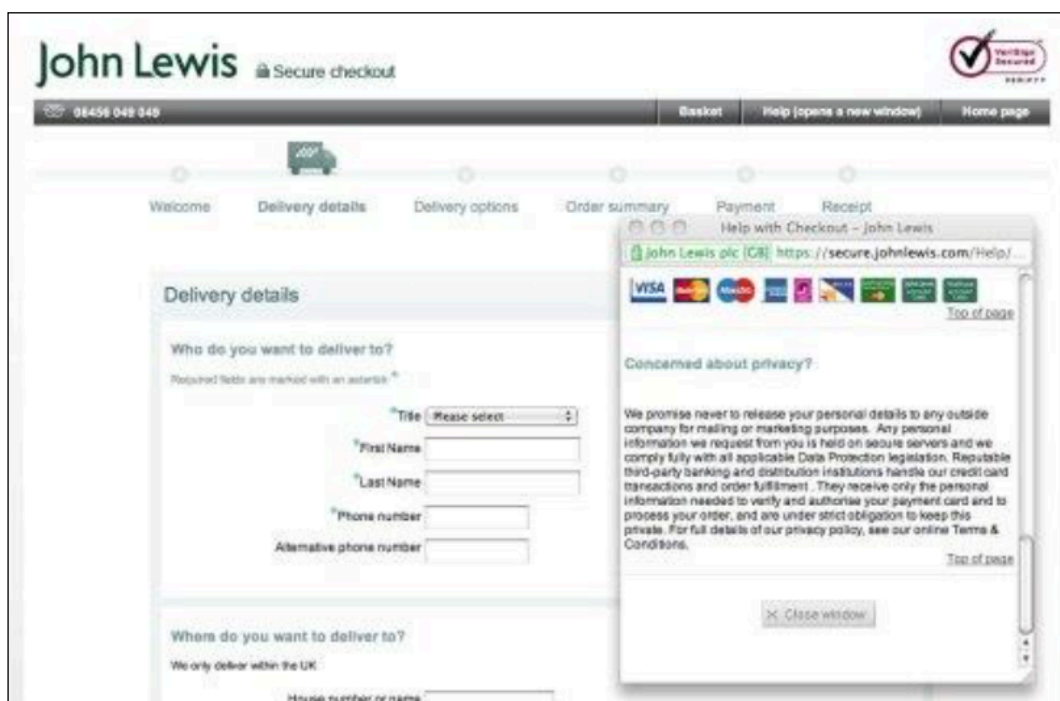 John Lewis Secure checkout
VeriSign
Secured
VERIFY
08456 049 049 Basket Help (opens a new window) Home page
Welcome Delivery details Delivery options Order summary Payment Receipt
Delivery details
Who do you want to deliver to?
Required fields are marked with an asterisk *
*Title Please select
*First Name
*Last Name
*Phone number
Alternative phone number
Where do you want to deliver to?
We only deliver within the UK
House number or name
Help with Checkout – John Lewis
John Lewis plc [GB] https://secure.johnlewis.com/Help/...
VISA MasterCard Maestro
Top of page
Concerned about privacy?
We promise never to release your personal details to any outside
company for mailing or marketing purposes. Any personal
information we request from you is held on secure servers and we
comply fully with all applicable Data Protection legislation. Reputable
third-party banking and distribution institutions handle our credit card
transactions and order fulfillment . They receive only the personal
information needed to verify and authorise your payment card and to
process your order, and are under strict obligation to keep this
private. For full details of our privacy policy, see our online Terms &
Conditions.
Top of page
× Close window